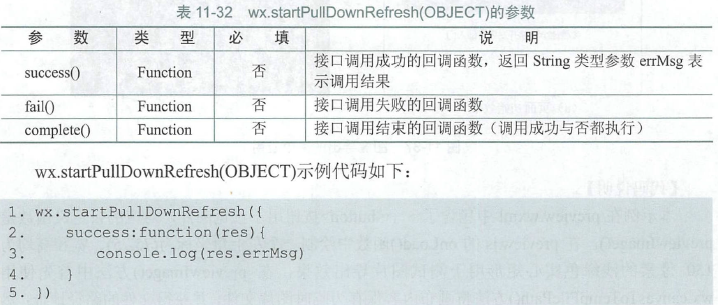 表 11-32 wx.startPullDownRefresh(OBJECT)的参数
参 数 类 型 必 填 说 明
success() Function 否 接口调用成功的回调函数，返回 String 类型参数 errMsg 表
示调用结果
fail() Function 否 接口调用失败的回调函数
complete() Function 否 接口调用结束的回调函数（调用成功与否都执行）
wx.startPullDownRefresh(OBJECT)示例代码如下：
1. wx.startPullDownRefresh({
2. success:function(res){
3. console.log(res.errMsg)
4. }
5. })